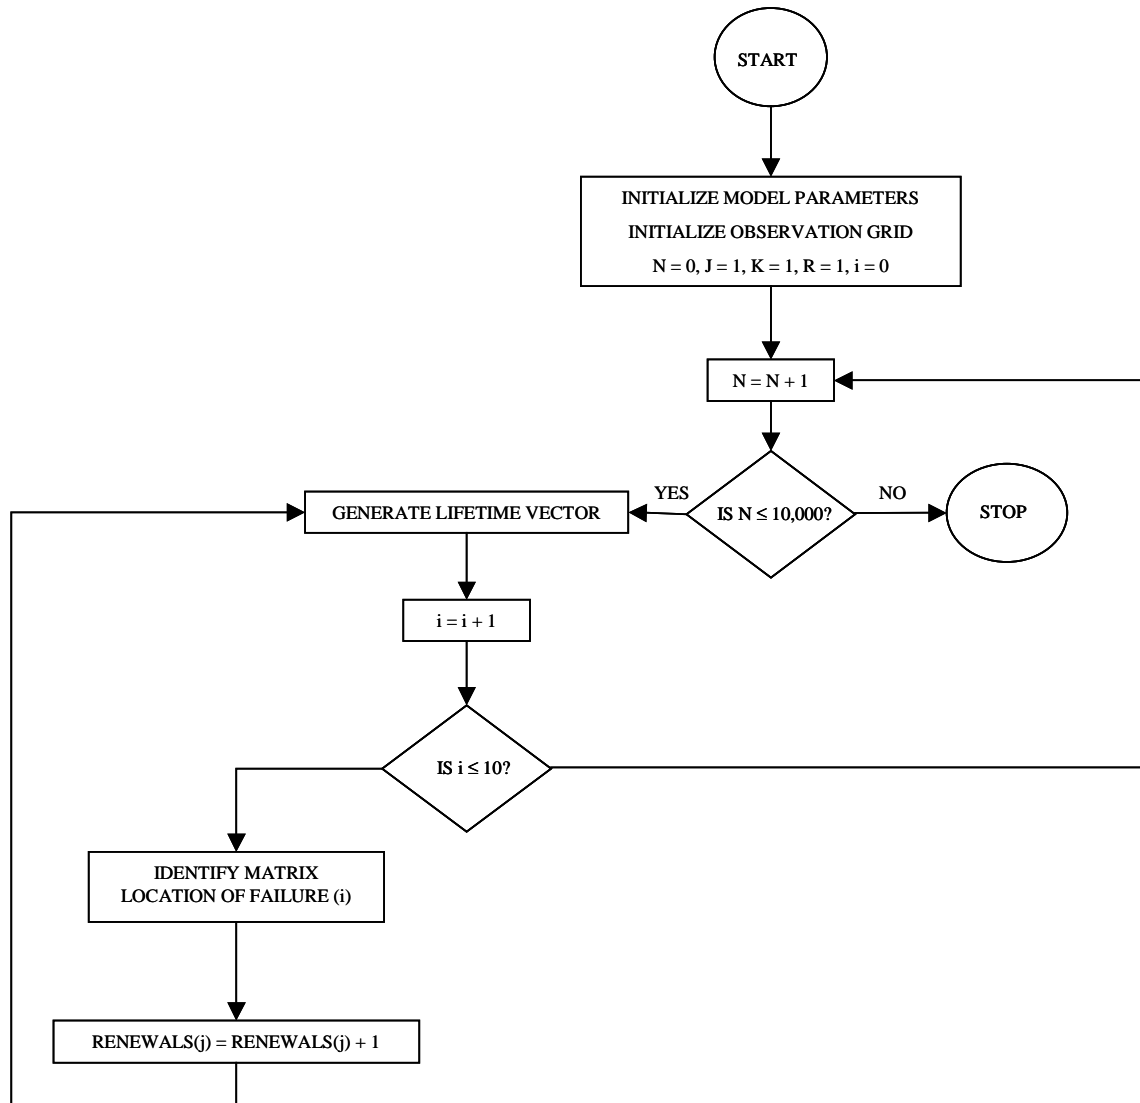 START
INITIALIZE MODEL PARAMETERS
INITIALIZE OBSERVATION GRID
N = 0, J = 1, K = 1, R = 1, i = 0
N = N + 1
YES
NO
GENERATE LIFETIME VECTOR
IS N ≤ 10,000?
STOP
i = i + 1
IS i ≤ 10?
IDENTIFY MATRIX
LOCATION OF FAILURE (i)
RENEWALS(j) = RENEWALS(j) + 1